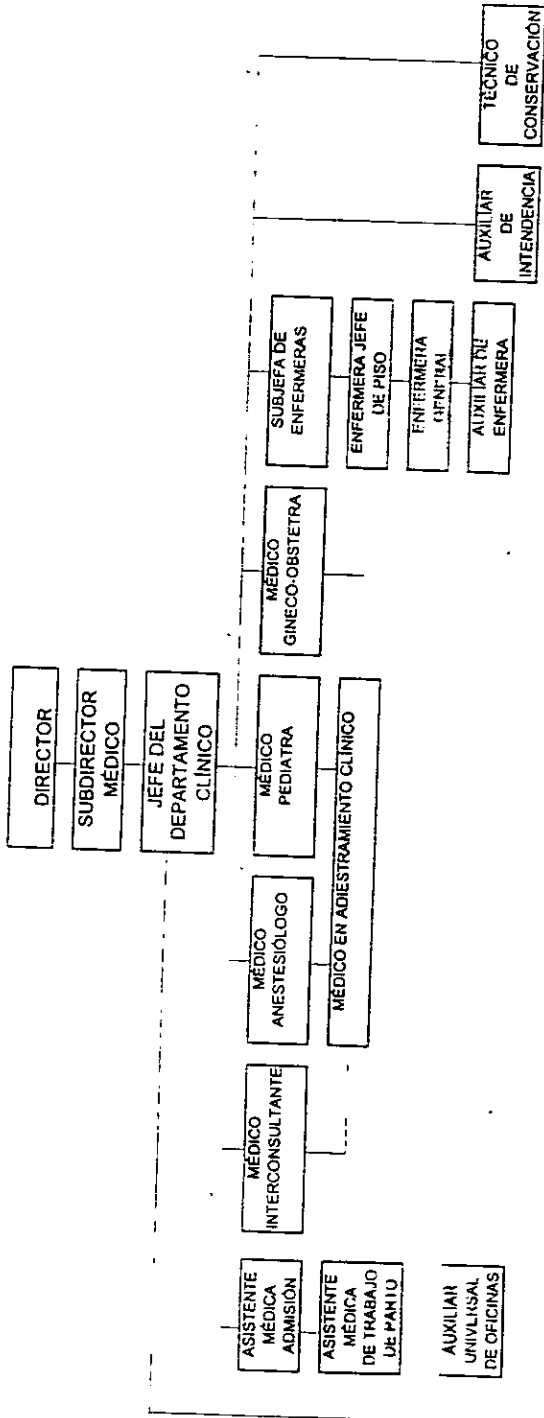 DIRECTOR
SUBDIRECTOR
MÉDICO
JEFE DEL
DEPARTAMENTO
CLÍNICO
ASISTENTE
MÉDICA
ADMISIÓN
MÉDICO
INTERCONSULTANTE
MÉDICO
ANESTESIÓLOGO
MÉDICO
PEDIATRA
MÉDICO
GINECO-OBSTETRA
SUBJEFA DE
ENFERMERAS
ASISTENTE
MÉDICA
DE TRABAJO
DE PARTO
MÉDICO EN ADIESTRAMIENTO CLÍNICO
ENFERMERA JEFE
DE PISO
ENFERMERA
GENERAL
AUXILIAR
UNIVERSAL
DE OFICINAS
AUXILIAR DE
ENFERMERA
AUXILIAR
DE
INTENDENCIA
TÉCNICO
DE
CONSERVACIÓN